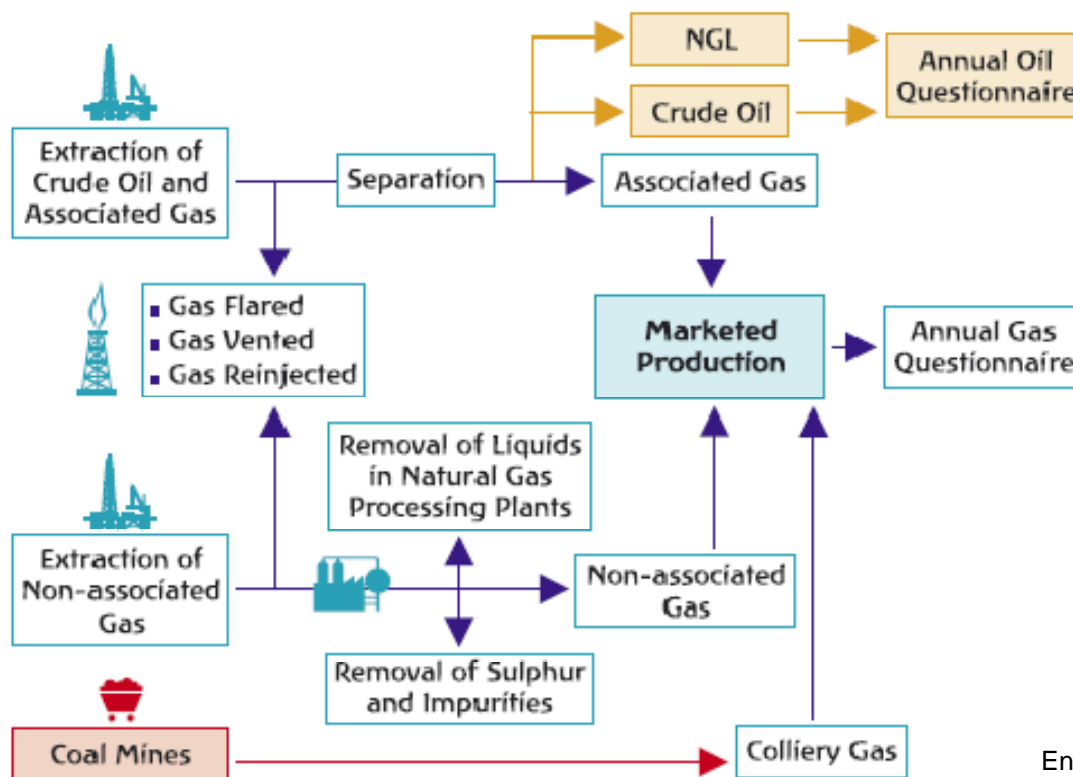 NGL
Annual Oil
Questionnaire
Crude Oil
Extraction of
Crude Oil and
Associated Gas
Separation
Associated Gas
▪ Gas Flared
▪ Gas Vented
▪ Gas Reinjected
Marketed
Production
Annual Gas
Questionnaire
Removal of Liquids
in Natural Gas
Processing Plants
Extraction of
Non-associated
Gas
Non-associated
Gas
Removal of Sulphur
and Impurities
Coal Mines
Colliery Gas
En